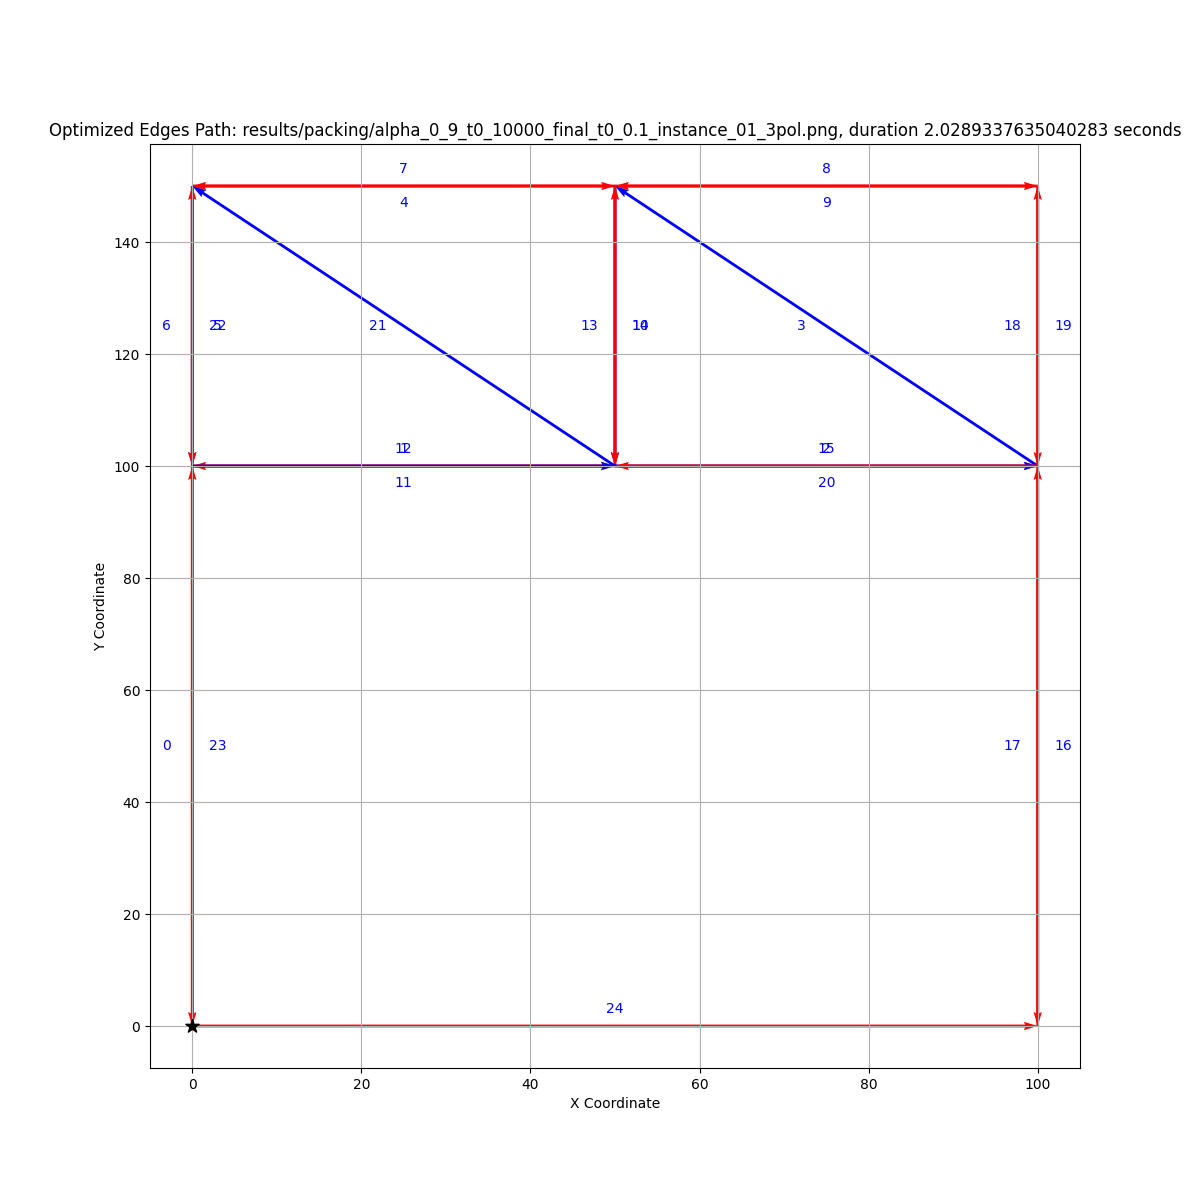 Optimized Edges Path: results/packing/alpha_0_9_t0_10000_final_t0_0.1_instance_01_3pol.png, duration 2.0289337635040283 seconds
7 8
4 9
140
6 21 13 3 18 19
120
100
11 20
80
Y Coordinate
60
0 23 17 16
40
20
24
0
0 20 40 60 80 100
X Coordinate